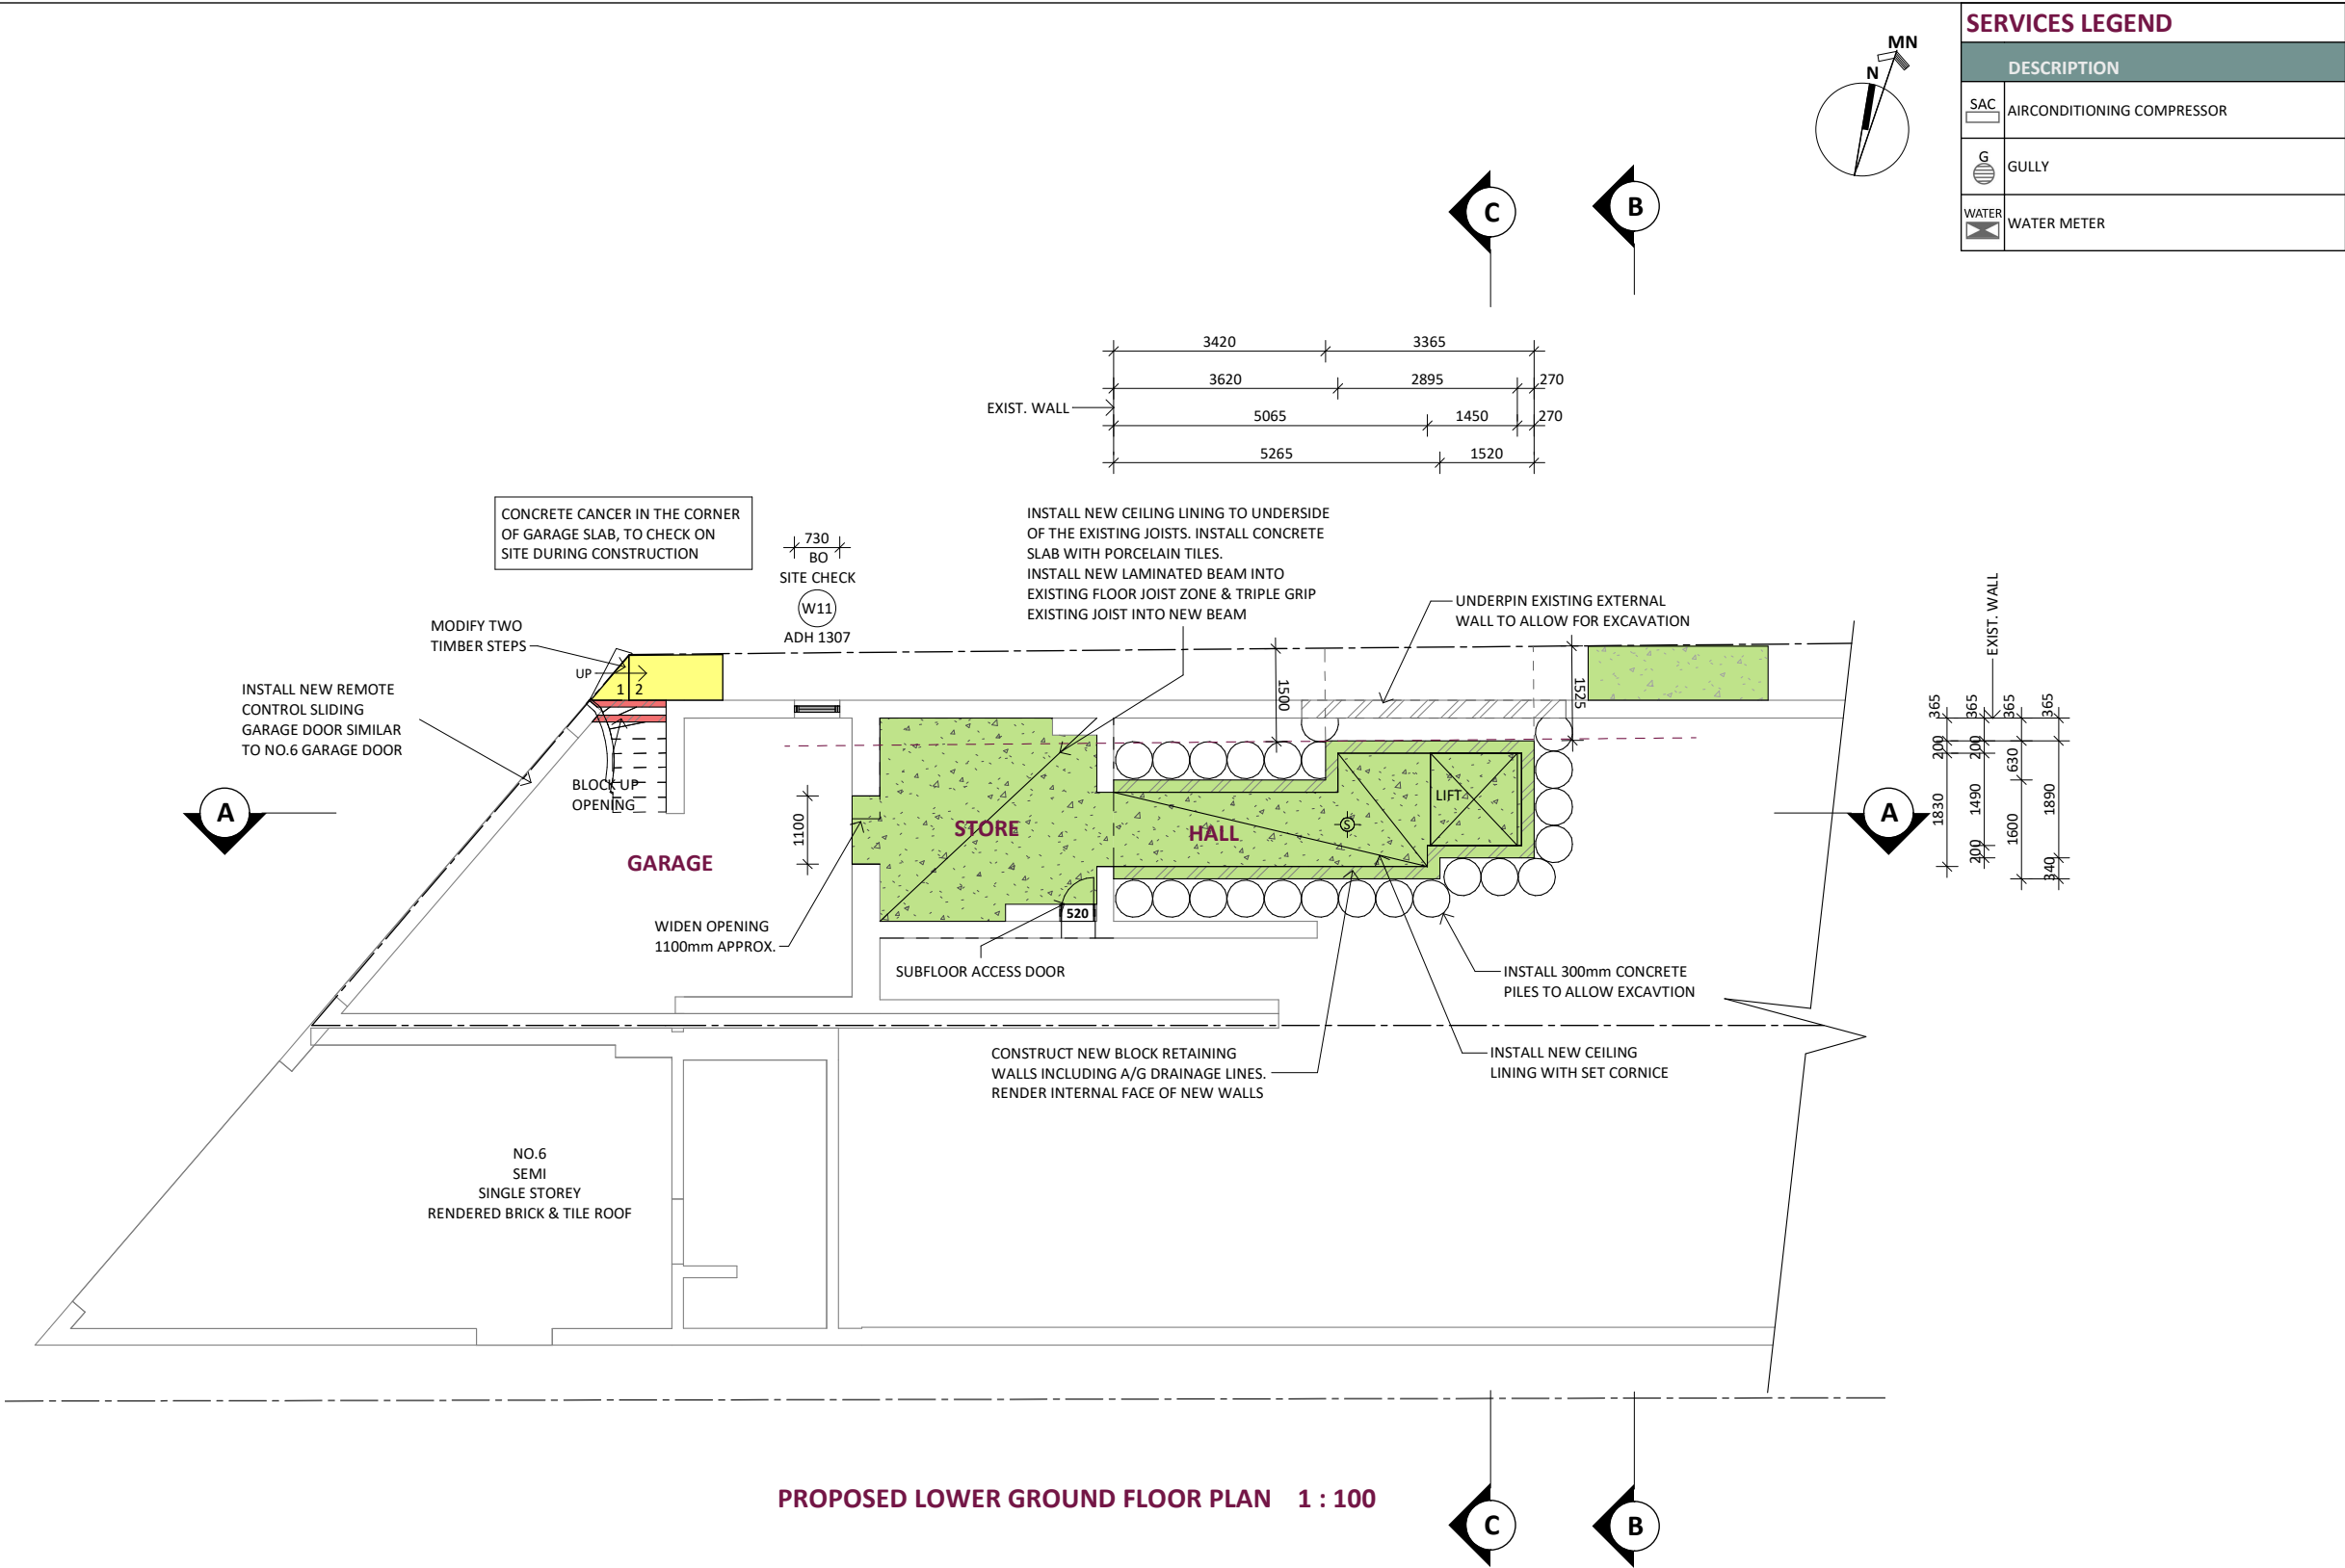 SERVICES LEGEND
DESCRIPTION
SAC
AIRCONDITIONING COMPRESSOR
G
GULLY
WATER
WATER METER
MN
N
C
B
3420
3365
3620
2895
270
EXIST. WALL
5065
1450
270
5265
1520
CONCRETE CANCER IN THE CORNER
OF GARAGE SLAB, TO CHECK ON
SITE DURING CONSTRUCTION
730
BO
SITE CHECK
W11
ADH 1307
INSTALL NEW CEILING LINING TO UNDERSIDE
OF THE EXISTING JOISTS. INSTALL CONCRETE
SLAB WITH PORCELAIN TILES.
INSTALL NEW LAMINATED BEAM INTO
EXISTING FLOOR JOIST ZONE & TRIPLE GRIP
EXISTING JOIST INTO NEW BEAM
UNDERPIN EXISTING EXTERNAL
WALL TO ALLOW FOR EXCAVATION
MODIFY TWO
TIMBER STEPS
UP
1
2
INSTALL NEW REMOTE
CONTROL SLIDING
GARAGE DOOR SIMILAR
TO NO.6 GARAGE DOOR
BLOCK UP
OPENING
1500
1525
EXIST. WALL
365
365
365
365
200
200
630
1830
1490
1600
1890
200
340
A
A
1100
STORE
HALL
LIFT
S
GARAGE
520
WIDEN OPENING
1100mm APPROX.
SUBFLOOR ACCESS DOOR
INSTALL 300mm CONCRETE
PILES TO ALLOW EXCAVTION
CONSTRUCT NEW BLOCK RETAINING
WALLS INCLUDING A/G DRAINAGE LINES.
RENDER INTERNAL FACE OF NEW WALLS
INSTALL NEW CEILING
LINING WITH SET CORNICE
NO.6
SEMI
SINGLE STOREY
RENDERED BRICK & TILE ROOF
PROPOSED LOWER GROUND FLOOR PLAN 1 : 100
C
B